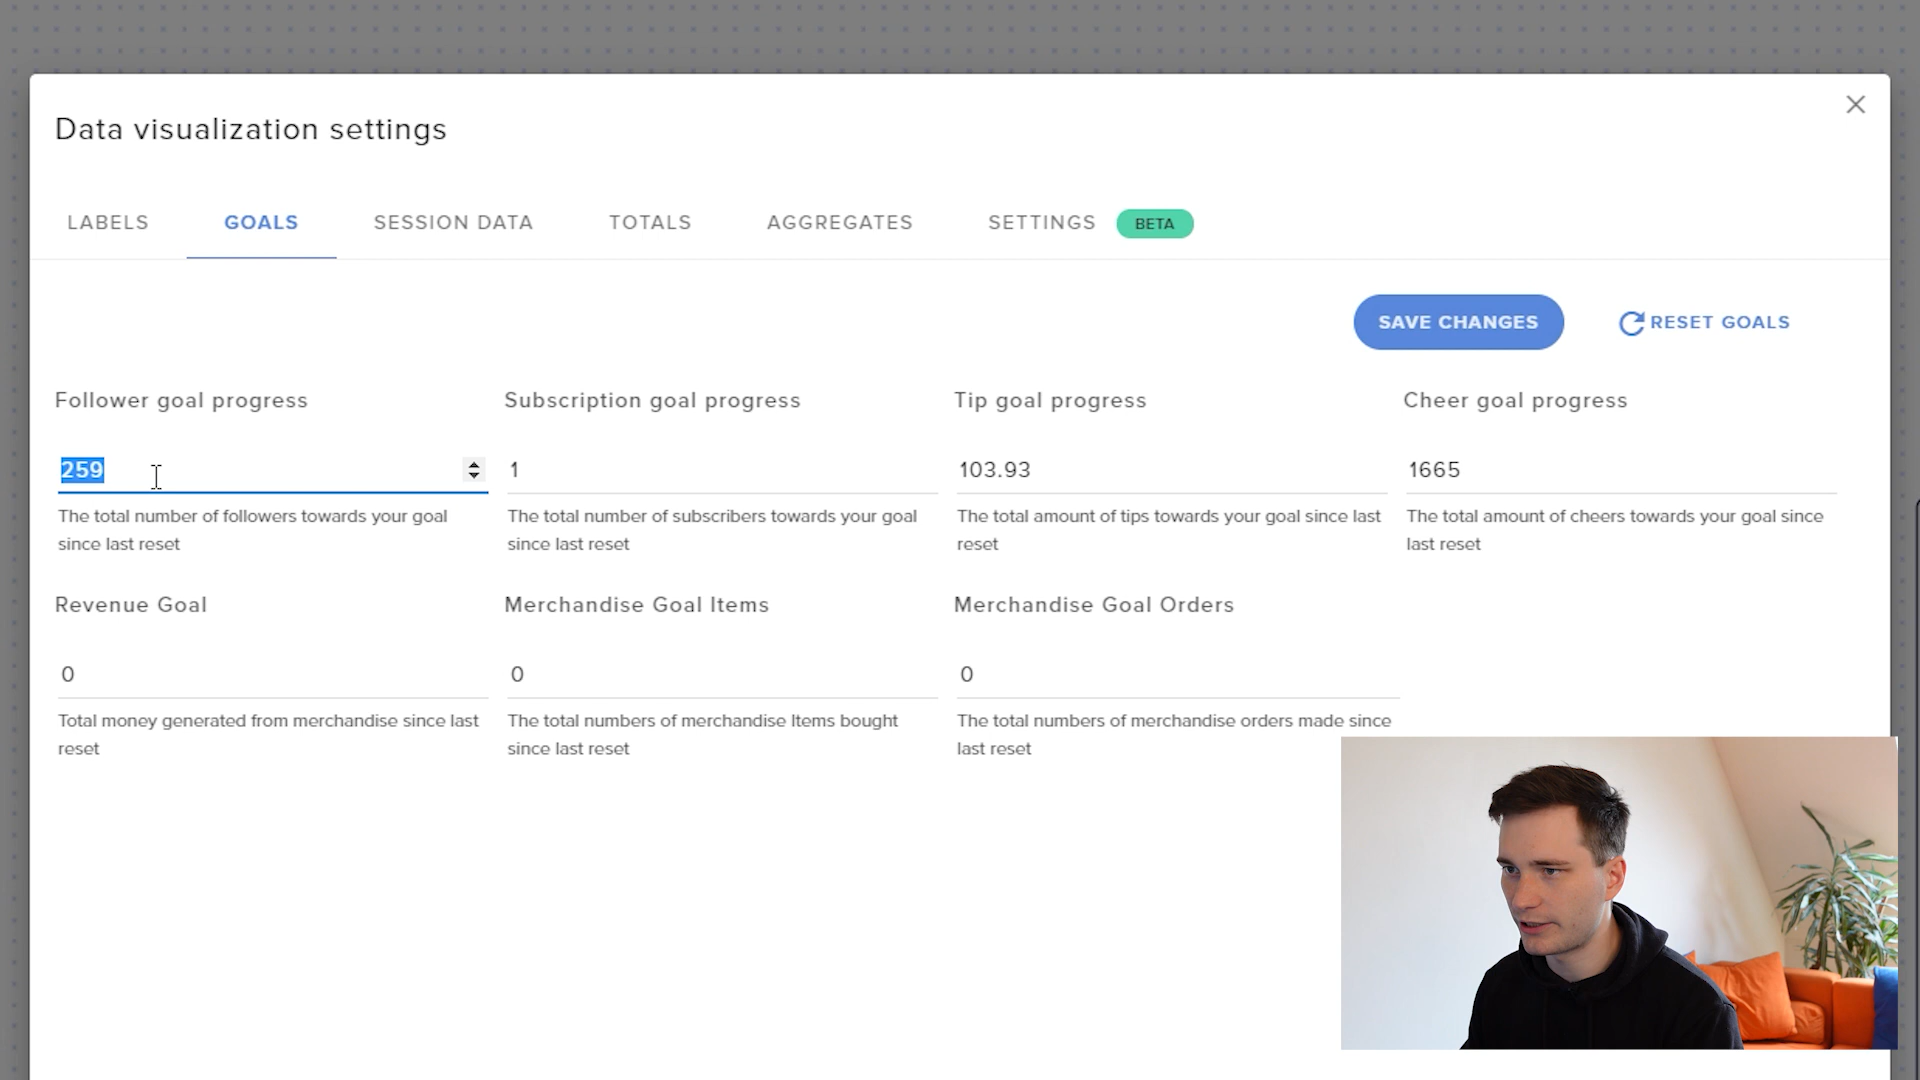 Data visualization settings
LABELS GOALS SESSION DATA TOTALS AGGREGATES SETTINGS BETA
SAVE CHANGES RESET GOALS
Follower goal progress
259
The total number of followers towards your goal
since last reset
Subscription goal progress
1
The total number of subscribers towards your goal
since last reset
Tip goal progress
103.93
The total amount of tips towards your goal since last
reset
Cheer goal progress
1665
The total amount of cheers towards your goal since
last reset
Revenue Goal
0
Total money generated from merchandise since last
reset
Merchandise Goal Items
0
The total numbers of merchandise Items bought
since last reset
Merchandise Goal Orders
0
The total numbers of merchandise orders made since
last reset